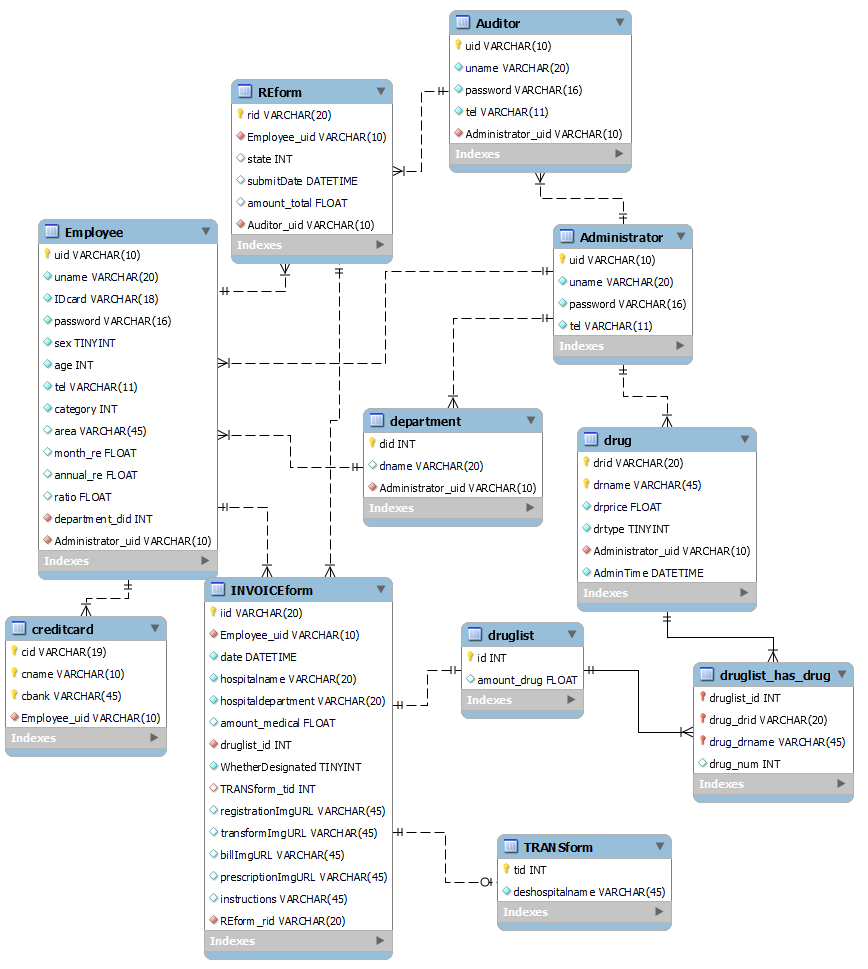 Auditor
uid VARCHAR(10)
uname VARCHAR(20)
password VARCHAR(16)
tel VARCHAR(11)
Administrator_uid VARCHAR(10)
Indexes
REform
rid VARCHAR(20)
Employee_uid VARCHAR(10)
state INT
submitDate DATETIME
amount_total FLOAT
Auditor_uid VARCHAR(10)
Indexes
Employee
uid VARCHAR(10)
uname VARCHAR(20)
IDcard VARCHAR(18)
password VARCHAR(16)
sex TINYINT
age INT
tel VARCHAR(11)
category INT
area VARCHAR(45)
month_re FLOAT
annual_re FLOAT
ratio FLOAT
department_did INT
Administrator_uid VARCHAR(10)
Indexes
Administrator
uid VARCHAR(10)
uname VARCHAR(20)
password VARCHAR(16)
tel VARCHAR(11)
Indexes
department
did INT
dname VARCHAR(20)
Administrator_uid VARCHAR(10)
Indexes
drug
drid VARCHAR(20)
drname VARCHAR(45)
drprice FLOAT
drtype TINYINT
Administrator_uid VARCHAR(10)
AdminTime DATETIME
Indexes
creditcard
cid VARCHAR(19)
cname VARCHAR(10)
cbank VARCHAR(45)
Employee_uid VARCHAR(10)
Indexes
INVOICEform
iid VARCHAR(20)
Employee_uid VARCHAR(10)
date DATETIME
hospitalname VARCHAR(20)
hospitaldepartment VARCHAR(20)
amount_medical FLOAT
druglist_id INT
WhetherDesignated TINYINT
TRANSform_tid INT
registrationImgURL VARCHAR(45)
transformImgURL VARCHAR(45)
billImgURL VARCHAR(45)
prescriptionImgURL VARCHAR(45)
instructions VARCHAR(45)
REform_rid VARCHAR(20)
Indexes
druglist
id INT
amount_drug FLOAT
Indexes
druglist_has_drug
druglist_id INT
drug_drid VARCHAR(20)
drug_drname VARCHAR(45)
drug_num INT
Indexes
TRANSform
tid INT
deshospitalname VARCHAR(45)
Indexes